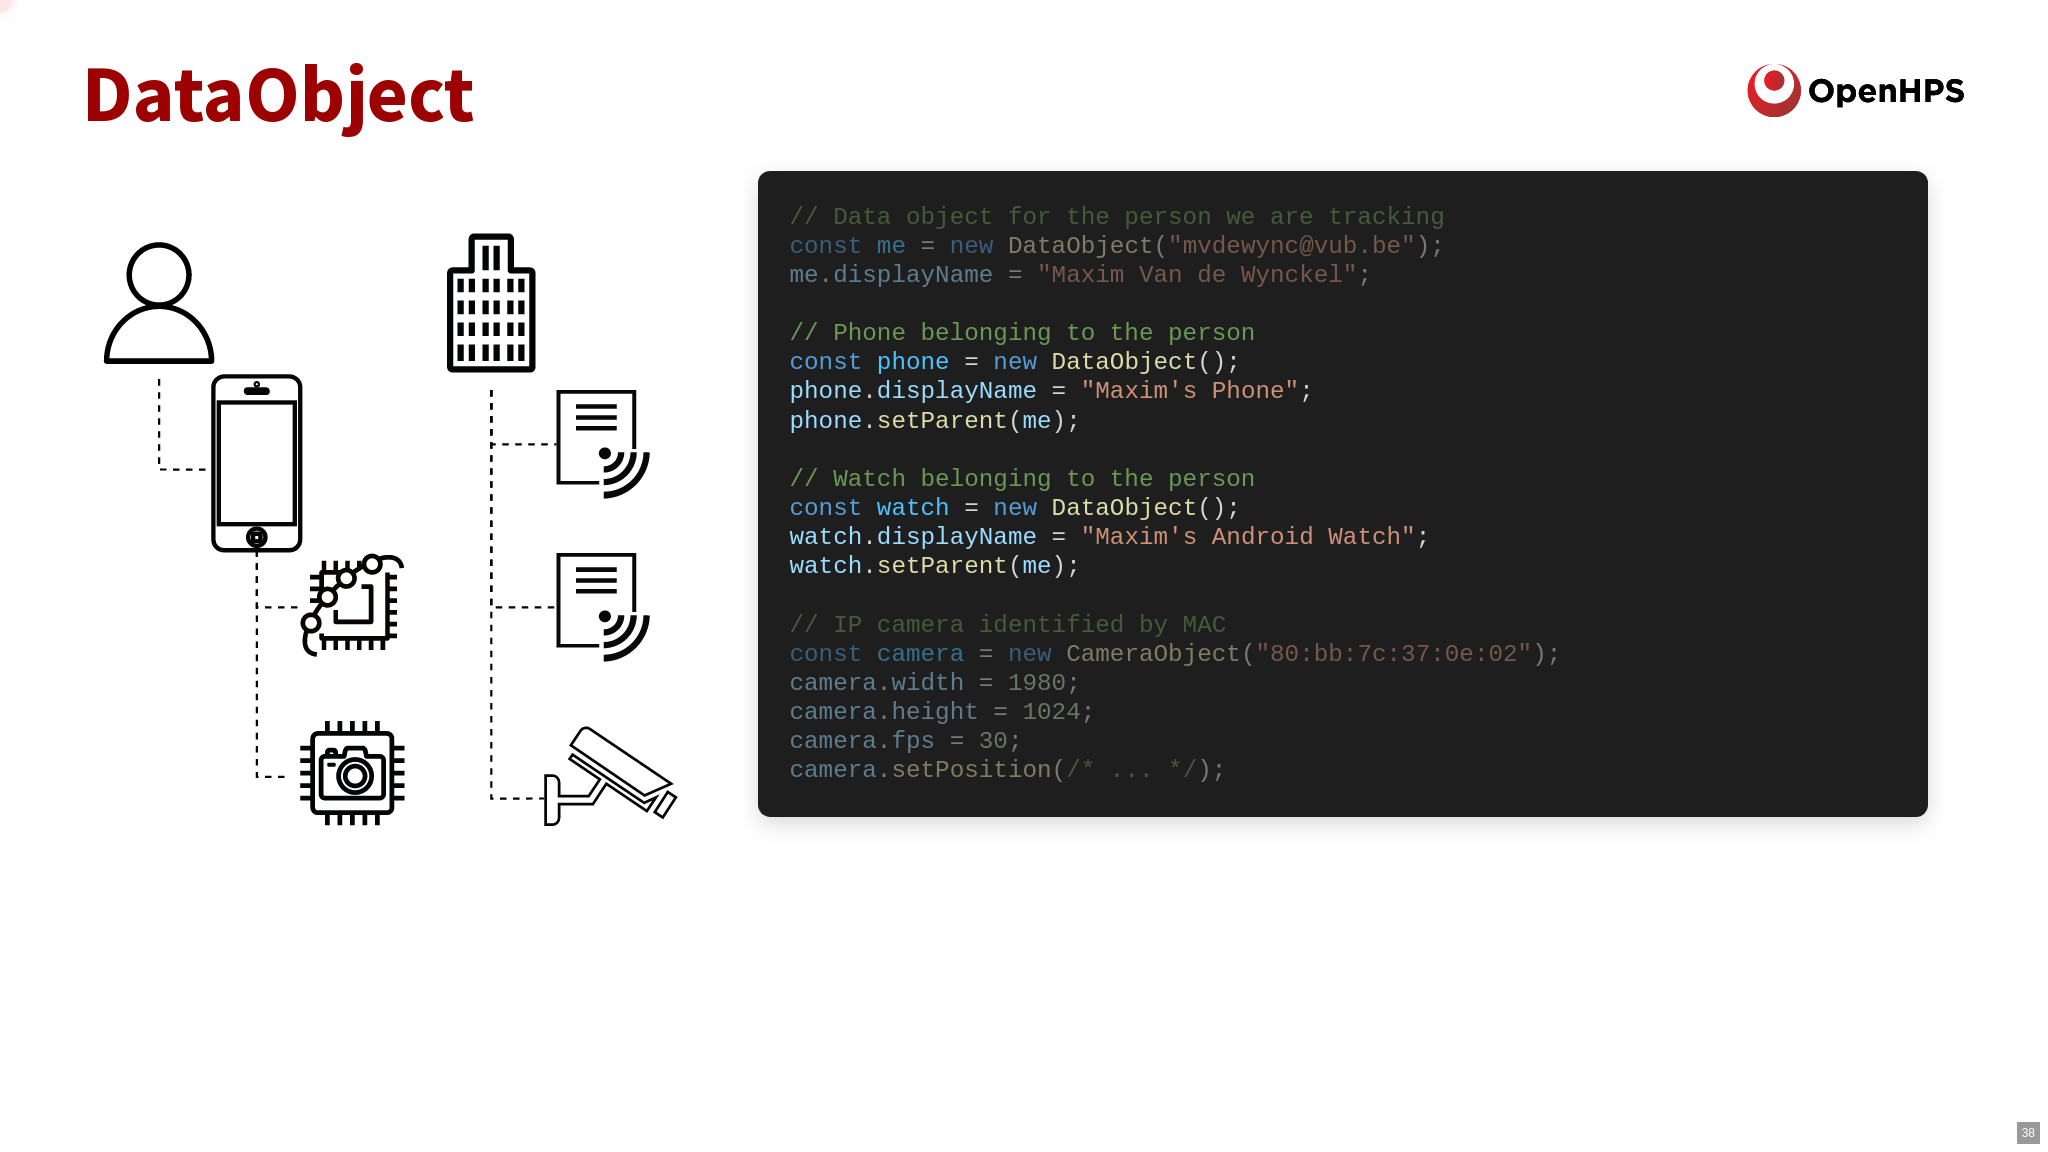 DataObject
OpenHPS
// Data object for the person we are tracking
const me = new DataObject("mvdewync@vub.be");
me.displayName = "Maxim Van de Wynckel";
// Phone belonging to the person
const phone = new DataObject();
phone.displayName = "Maxim's Phone";
phone.setParent(me);
// Watch belonging to the person
const watch = new DataObject();
watch.displayName = "Maxim's Android Watch";
watch.setParent(me);
// IP camera identified by MAC
const camera = new CameraObject("80:bb:7c:37:0e:02");
camera.width = 1980;
camera.height = 1024;
camera.fps = 30;
camera.setPosition(/* ... */);
38